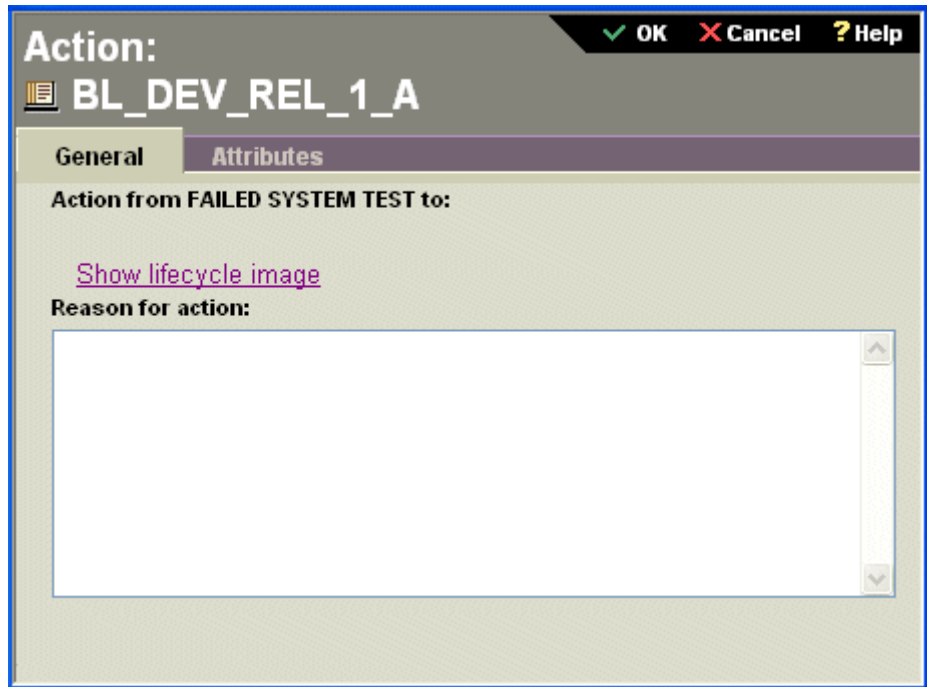 Action:
BL_DEV_REL_1_A
OK Cancel ? Help
General Attributes
Action from FAILED SYSTEM TEST to:
Show lifecycle image
Reason for action: